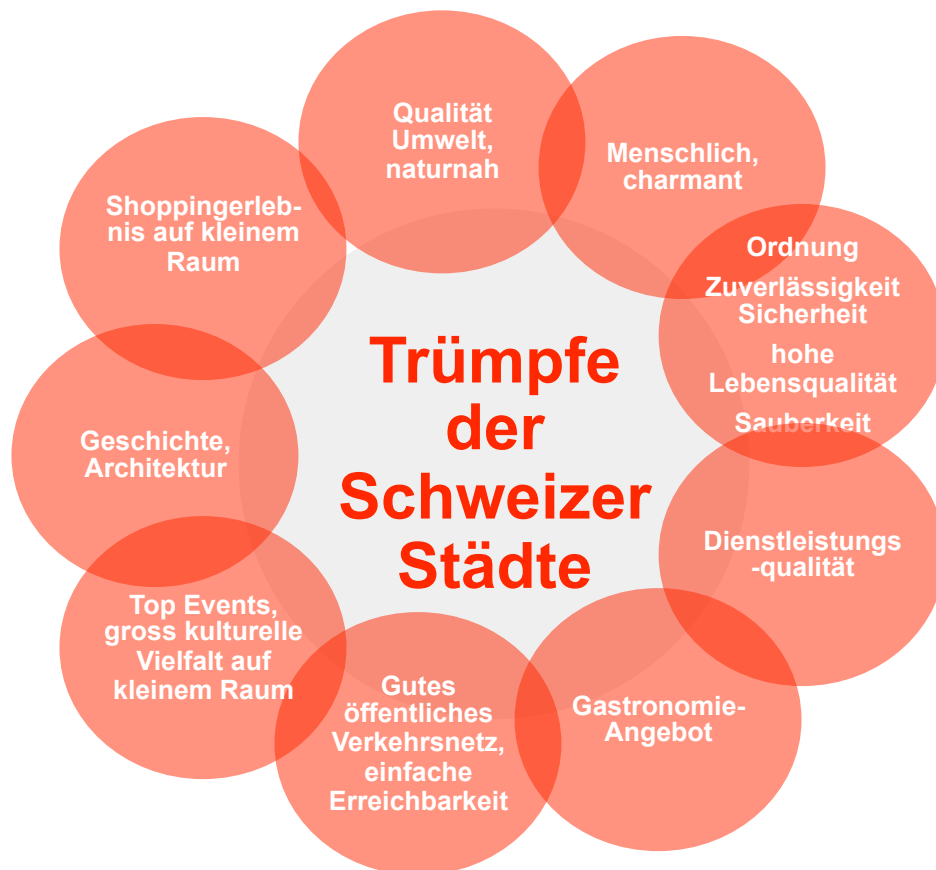 Qualität
Umwelt,
naturnah
Menschlich,
charmant
Ordnung
Zuverlässigkeit
Sicherheit
hohe
Lebensqualität
Sauberkeit
Dienstleistungs
-qualität
Gastronomie-
Angebot
Gutes
öffentliches
Verkehrsnetz,
einfache
Erreichbarkeit
Top Events,
gross kulturelle
Vielfalt auf
kleinem Raum
Geschichte,
Architektur
Shoppingerleb-
nis auf kleinem
Raum
Trümpfe
der
Schweizer
Städte